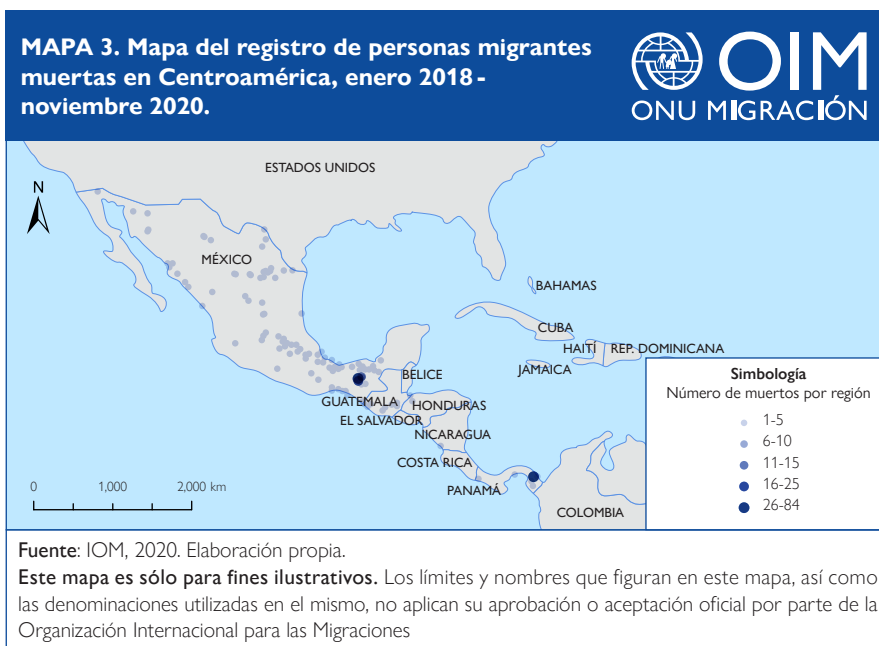 MAPA 3. Mapa del registro de personas migrantes
muertas en Centroamérica, enero 2018 -
noviembre 2020.
OIM
ONU MIGRACIÓN
N
ESTADOS UNIDOS
MÉXICO
BAHAMAS
CUBA
HAITÍ
REP. DOMINICANA
JAMAICA
BELICE
GUATEMALA
HONDURAS
EL SALVADOR
NICARAGUA
COSTA RICA
PANAMÁ
COLOMBIA
0 1,000 2,000 km
Simbología
Número de muertos por región
1-5
6-10
11-15
16-25
26-84
Fuente: IOM, 2020. Elaboración propia.
Este mapa es sólo para fines ilustrativos. Los límites y nombres que figuran en este mapa, así como
las denominaciones utilizadas en el mismo, no aplican su aprobación o aceptación oficial por parte de la
Organización Internacional para las Migraciones